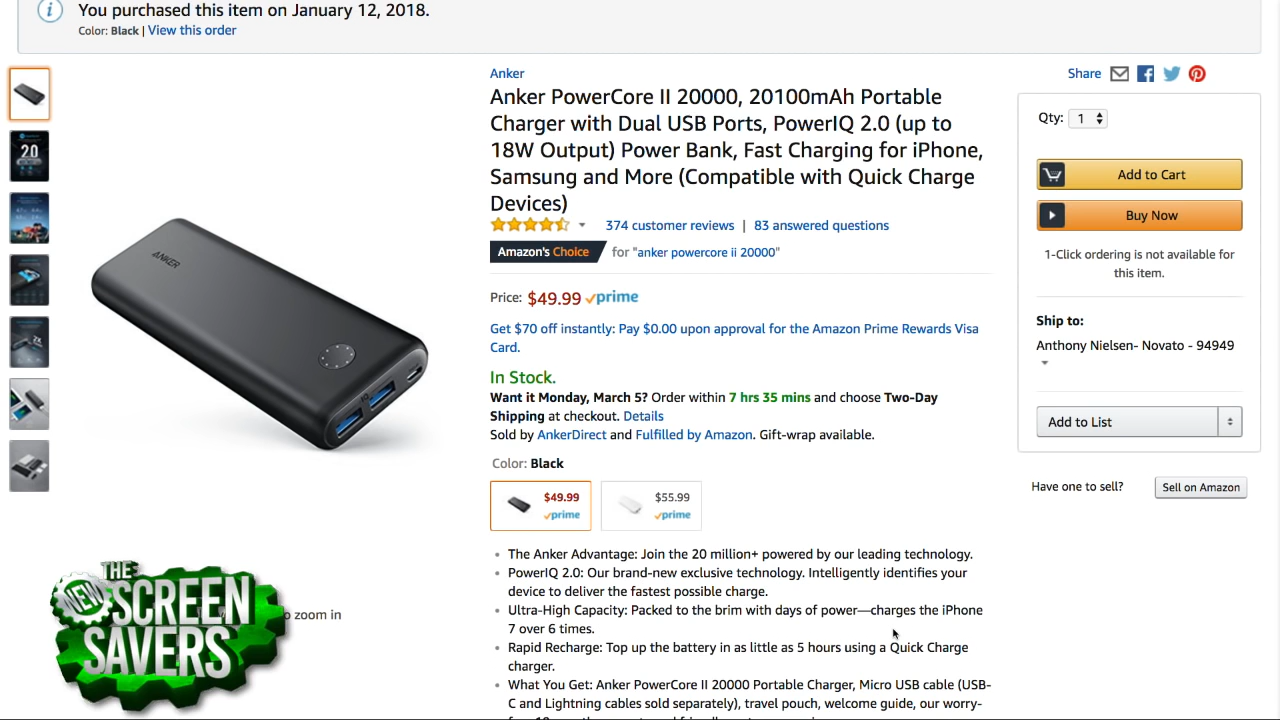 You purchased this item on January 12, 2018.
Color: Black | View this order
Anker
Share
Anker PowerCore II 20000, 20100mAh Portable
Charger with Dual USB Ports, PowerIQ 2.0 (up to
18W Output) Power Bank, Fast Charging for iPhone,
Samsung and More (Compatible with Quick Charge
Devices)
374 customer reviews | 83 answered questions
Amazon's Choice for "anker powercore ii 20000"
Price: $49.99 prime
Get $70 off instantly: Pay $0.00 upon approval for the Amazon Prime Rewards Visa
Card.
In Stock.
Want it Monday, March 5? Order within 7 hrs 35 mins and choose Two-Day
Shipping at checkout. Details
Sold by AnkerDirect and Fulfilled by Amazon. Gift-wrap available.
Color: Black
$49.99
prime
$55.99
prime
The Anker Advantage: Join the 20 million+ powered by our leading technology.
PowerIQ 2.0: Our brand-new exclusive technology. Intelligently identifies your
device to deliver the fastest possible charge.
Ultra-High Capacity: Packed to the brim with days of power—charges the iPhone
7 over 6 times.
Rapid Recharge: Top up the battery in as little as 5 hours using a Quick Charge
charger.
What You Get: Anker PowerCore II 20000 Portable Charger, Micro USB cable (USB-
C and Lightning cables sold separately), travel pouch, welcome guide, our worry-
Qty: 1
Add to Cart
Buy Now
1-Click ordering is not available for
this item.
Ship to:
Anthony Nielsen- Novato - 94949
Add to List
Have one to sell? Sell on Amazon
ANKER
2.0
o zoom in
THE
NEW
SCREEN
SAVERS